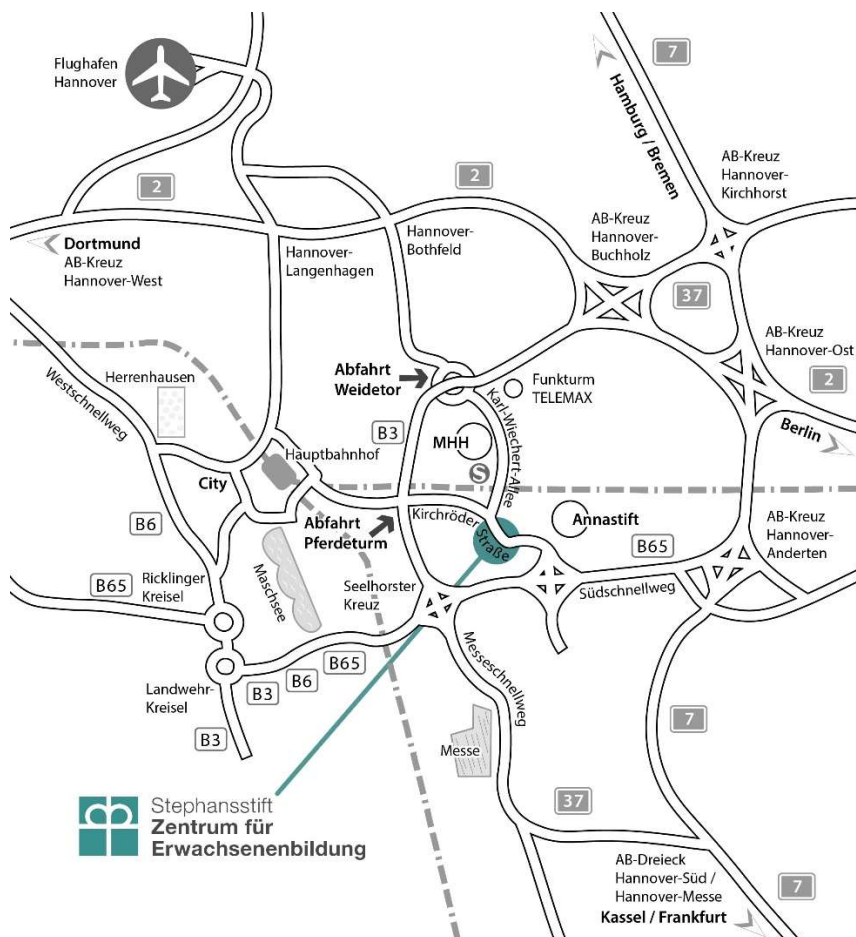 Flughafen
Hannover
7
Hamburg / Bremen
AB-Kreuz
Hannover-
Kirchhorst
2
2
AB-Kreuz
Hannover-
Buchholz
Dortmund
AB-Kreuz
Hannover-West
Hannover-
Langenhagen
Hannover-
Bothfeld
37
AB-Kreuz
Hannover-Ost
2
Berlin
Westschnellweg
Herrenhausen
Abfahrt
Weidetor
Funkturm
TELEMAX
Karl-Wiechert-Allee
B3
MHH
S
Hauptbahnhof
City
Abfahrt
Pferdeturm
Kirchröder
Straße
Annastift
B65
AB-Kreuz
Hannover-
Anderten
B6
B65
Ricklinger
Kreisel
Maschsee
Seelhorster
Kreuz
Südschnellweg
B65
B6
B3
Landwehr-
Kreisel
B3
Messeschnellweg
Messe
7
37
Stephansstift
Zentrum für
Erwachsenenbildung
AB-Dreieck
Hannover-Süd /
Hannover-Messe
Kassel / Frankfurt
7